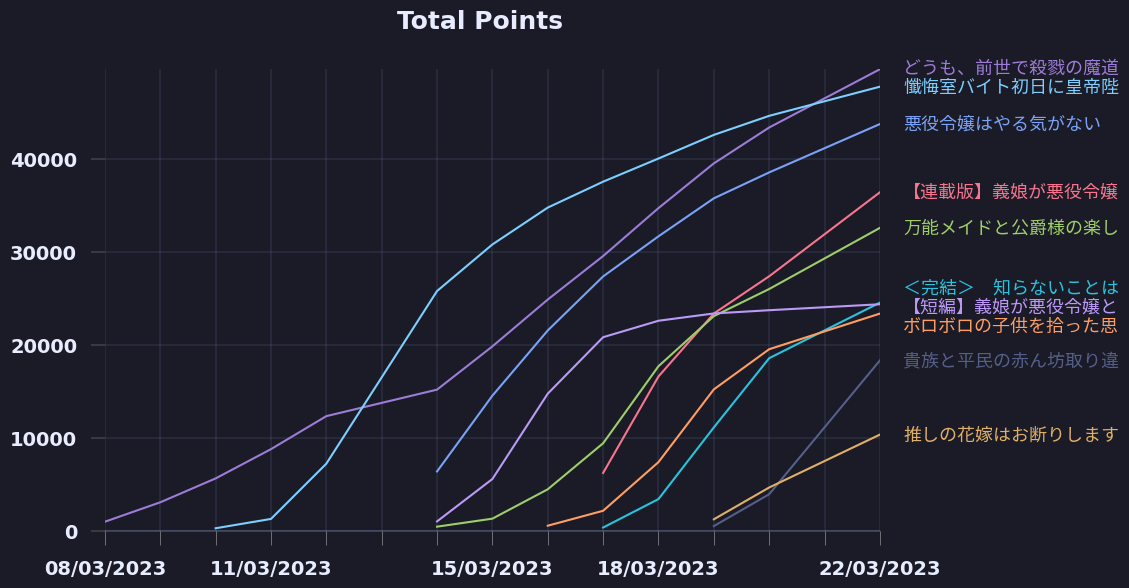 Total Points
どうも、前世で殺戮の魔道
懺悔室バイト初日に皇帝陛
悪役令嬢はやる気がない
40000
【連載版】義娘が悪役令嬢
万能メイドと公爵様の楽し
30000
＜完結＞　知らないことは
【短編】義娘が悪役令嬢と
ボロボロの子供を拾った思
20000
貴族と平民の赤ん坊取り違
10000
推しの花嫁はお断りします
0
08/03/2023 11/03/2023 15/03/2023 18/03/2023 22/03/2023